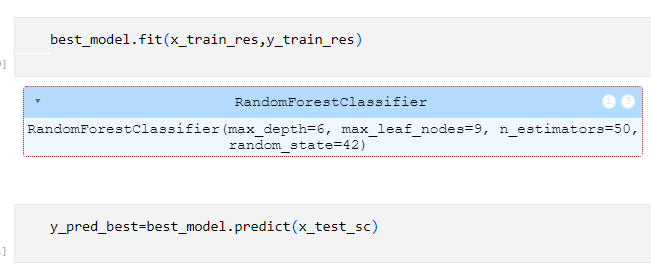 best_model.fit(x_train_res,y_train_res)
]
▾ RandomForestClassifier i ?
RandomForestClassifier(max_depth=6, max_leaf_nodes=9, n_estimators=50,
random_state=42)
y_pred_best=best_model.predict(x_test_sc)
]